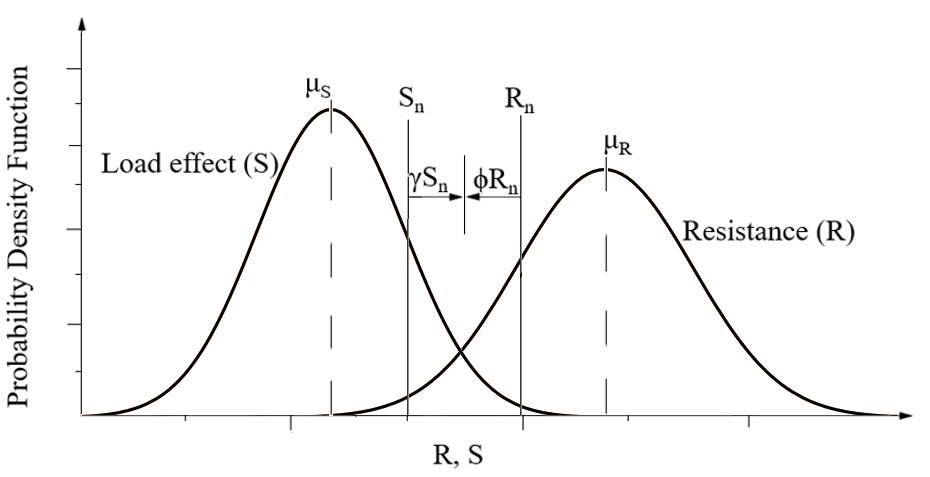 μS
Sn
Rn
μR
Load effect (S)
γSn
ϕRn
Resistance (R)
Probability Density Function
R, S